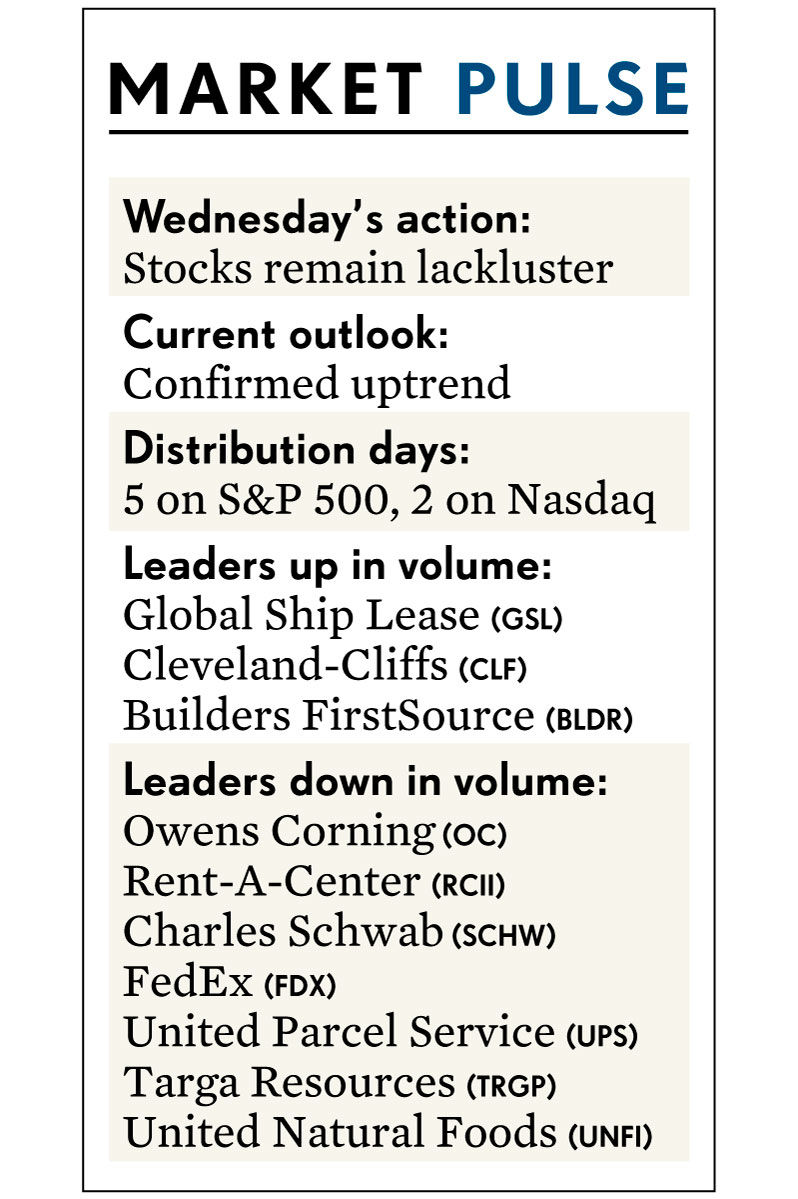 MARKET PULSE
Wednesday’s action:
Stocks remain lackluster
Current outlook:
Confirmed uptrend
Distribution days:
5 on S&P 500, 2 on Nasdaq
Leaders up in volume:
Global Ship Lease (GSL)
Cleveland-Cliffs (CLF)
Builders FirstSource (BLDR)
Leaders down in volume:
Owens Corning (OC)
Rent-A-Center (RCII)
Charles Schwab (SCHW)
FedEx (FDX)
United Parcel Service (UPS)
Targa Resources (TRGP)
United Natural Foods (UNFI)